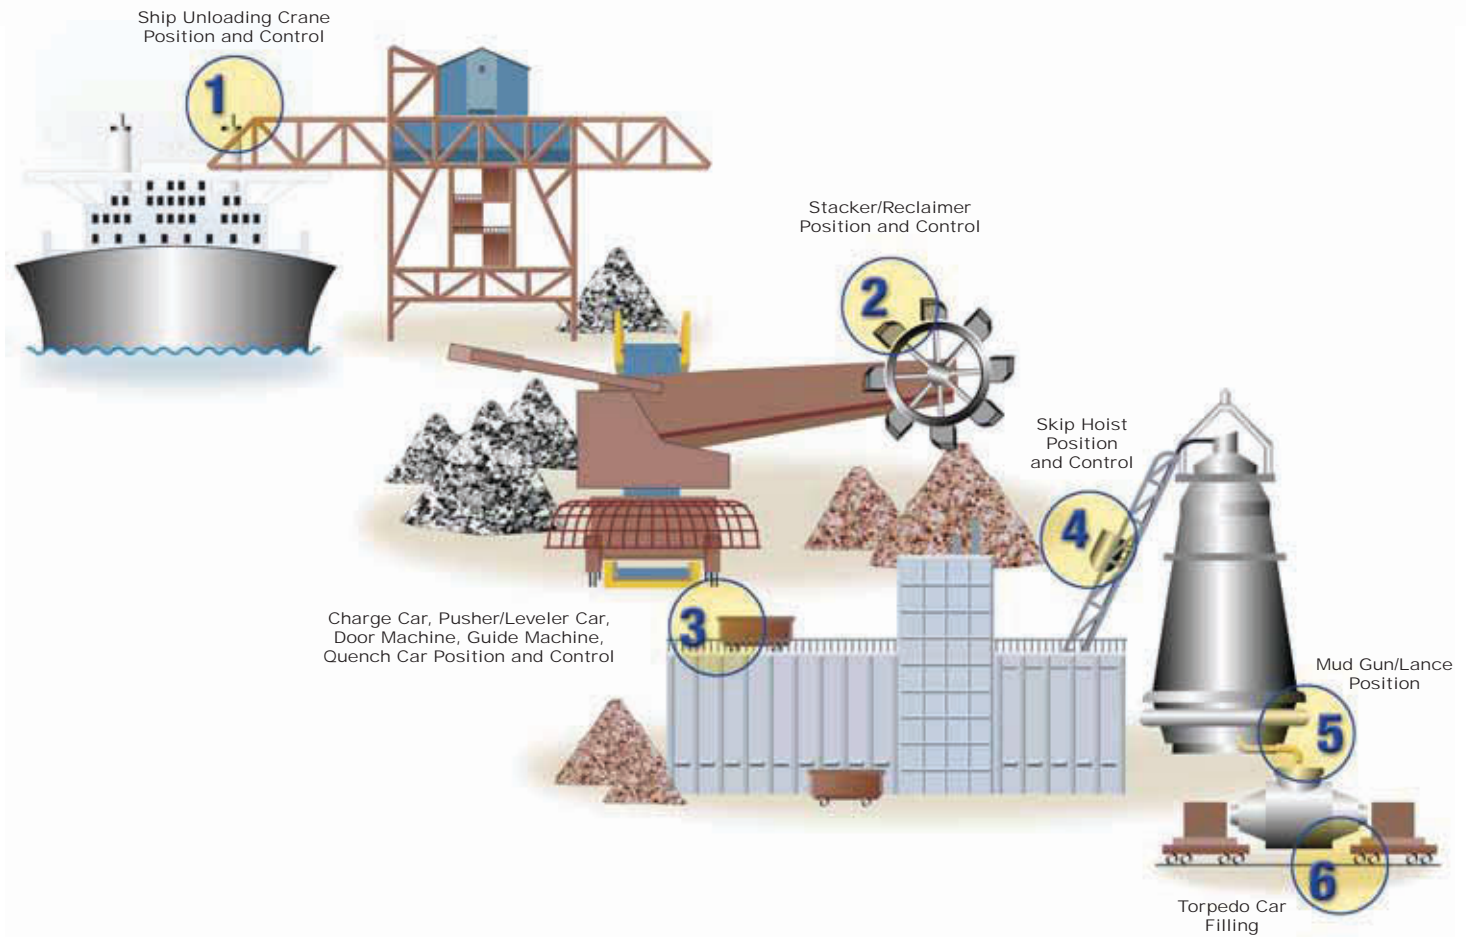 Ship Unloading Crane
Position and Control
1
Stacker/Reclaimer
Position and Control
2
Skip Hoist
Position
and Control
4
Charge Car, Pusher/Leveler Car,
Door Machine, Guide Machine,
Quench Car Position and Control
3
Mud Gun/Lance
Position
5
6
Torpedo Car
Filling